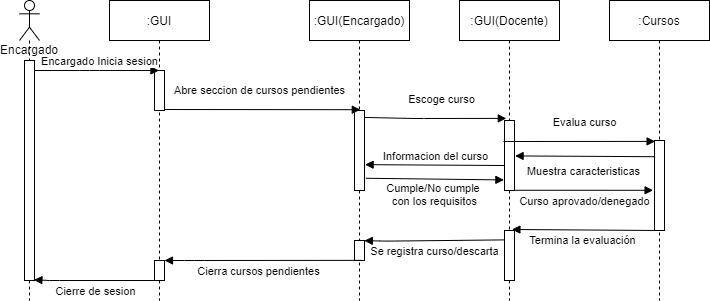 :GUI
:GUI(Encargado)
:GUI(Docente)
:Cursos
Encargado
Encargado Inicia sesion
Abre seccion de cursos pendientes
Escoge curso
Evalua curso
Informacion del curso
Muestra caracteristicas
Cumple/No cumple
con los requisitos
Curso aprovado/denegado
Termina la evaluación
Se registra curso/descarta
Cierra cursos pendientes
Cierre de sesion